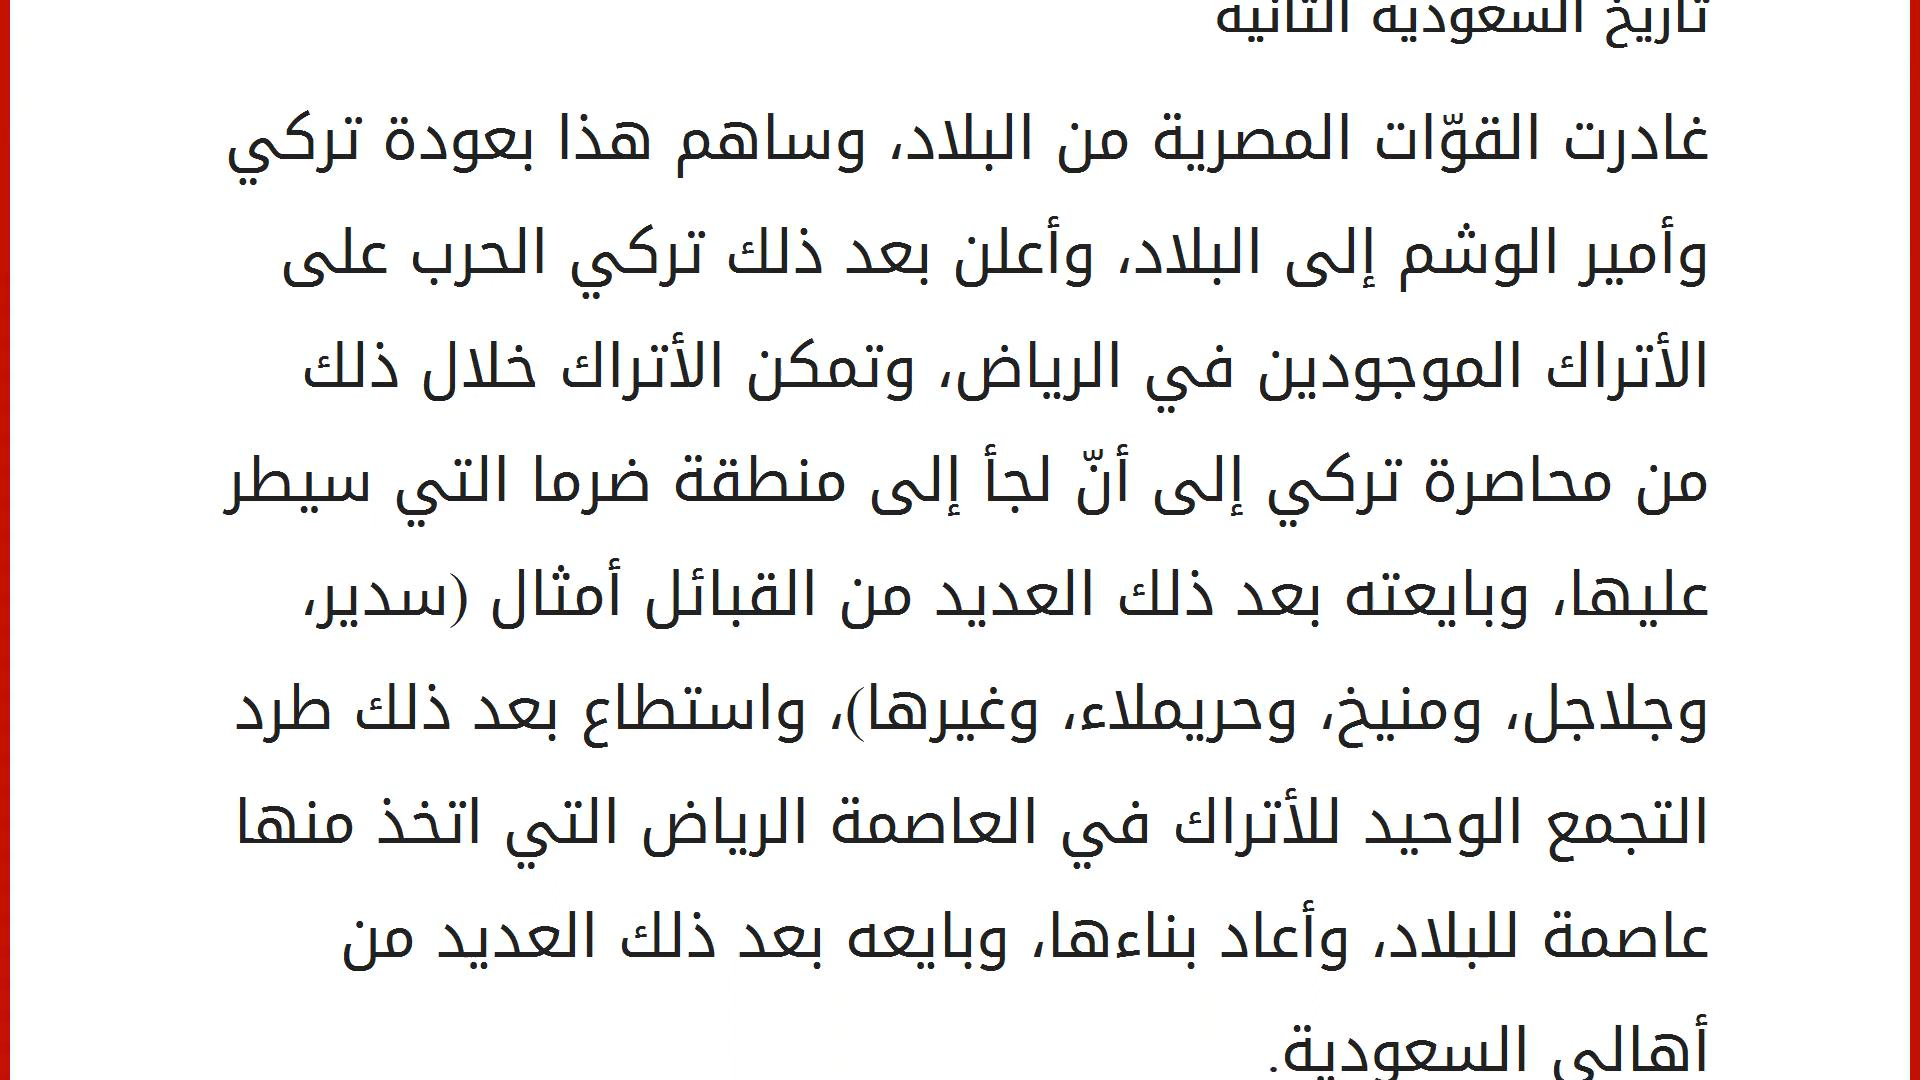 تاريخ السعودية الثانية
غادرت القوّات المصرية من البلاد، وساهم هذا بعودة تركي
وأمير الوشم إلى البلاد، وأعلن بعد ذلك تركي الحرب على
الأتراك الموجودين في الرياض، وتمكن الأتراك خلال ذلك
من محاصرة تركي إلى أنّ لجأ إلى منطقة ضرما التي سيطر
عليها، وبايعته بعد ذلك العديد من القبائل أمثال (سدير،
وجلاجل، ومنيخ، وحريملاء، وغيرها)، واستطاع بعد ذلك طرد
التجمع الوحيد للأتراك في العاصمة الرياض التي اتخذ منها
عاصمة للبلاد، وأعاد بناءها، وبايعه بعد ذلك العديد من
أهالي السعودية.